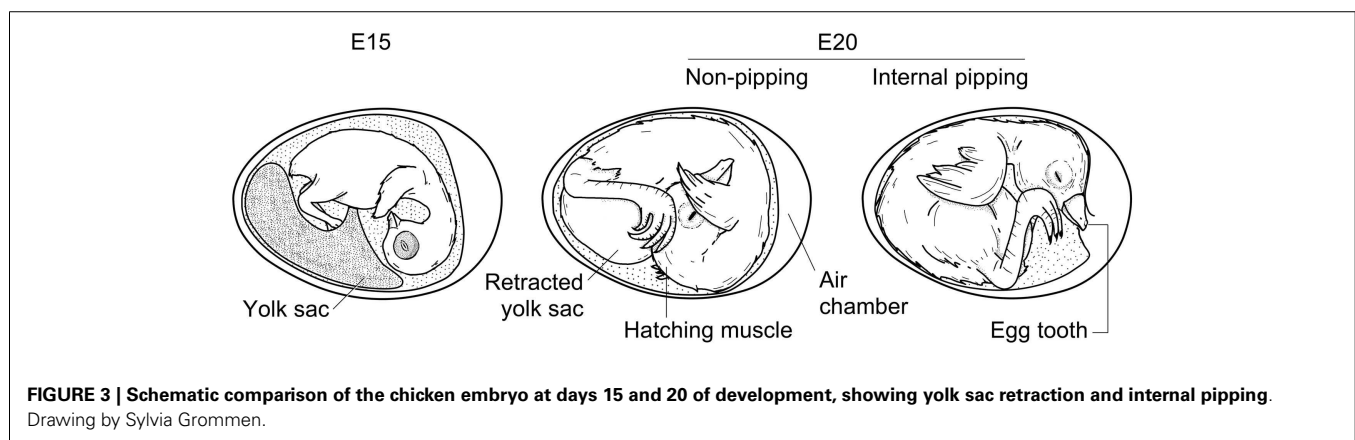 E15
E20
Non-pipping
Internal pipping
Yolk sac
Retracted
yolk sac
Hatching muscle
Air
chamber
Egg tooth
FIGURE 3 | Schematic comparison of the chicken embryo at days 15 and 20 of development, showing yolk sac retraction and internal pipping.
Drawing by Sylvia Grommen.